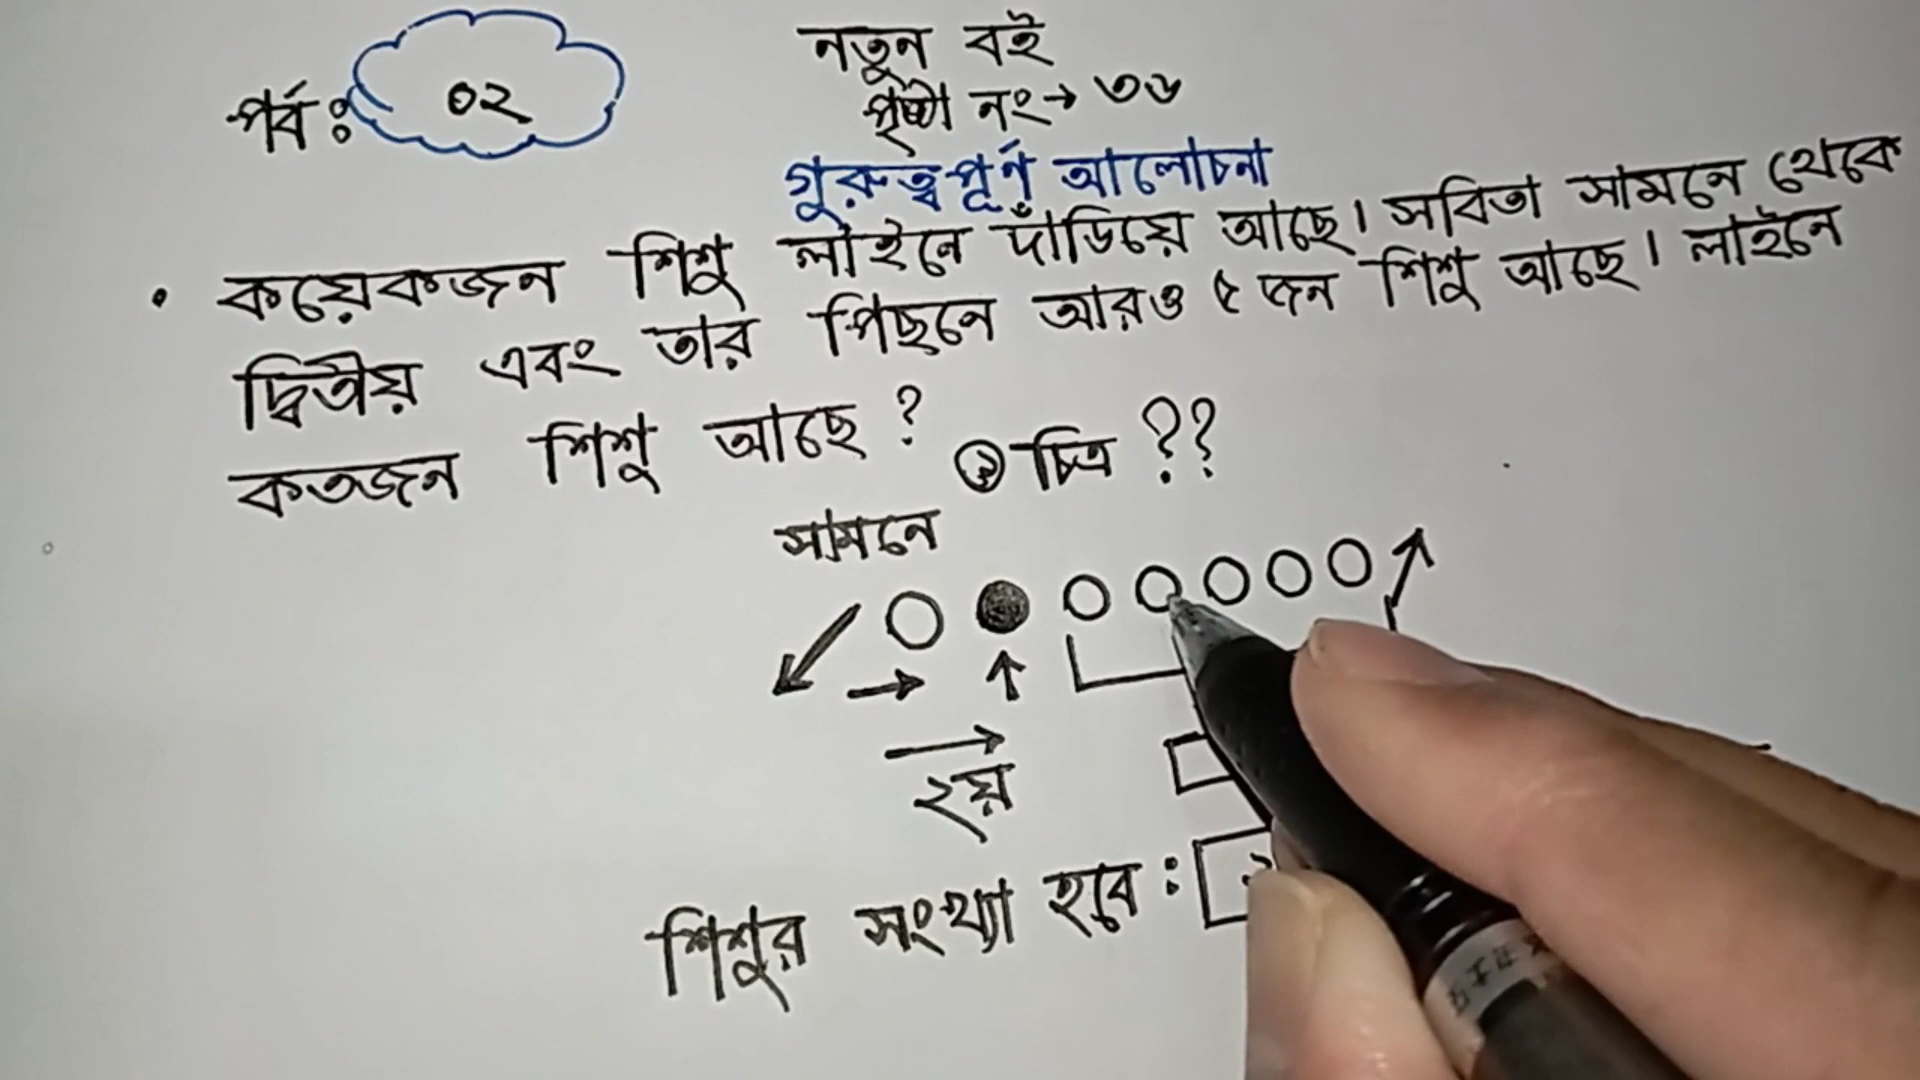 পর্ব : ০২
নতুন বই
পৃষ্ঠা নং → ৩৬
গুরুত্বপূর্ণ আলোচনা
• কয়েকজন শিশু লাইনে দাঁড়িয়ে আছে। সবিতা সামনে থেকে
দ্বিতীয় এবং তার পিছনে আরও ৫ জন শিশু আছে। লাইনে
কতজন শিশু আছে ?
চিত্র ??
সামনে
২য়
শিশুর সংখ্যা হবে :